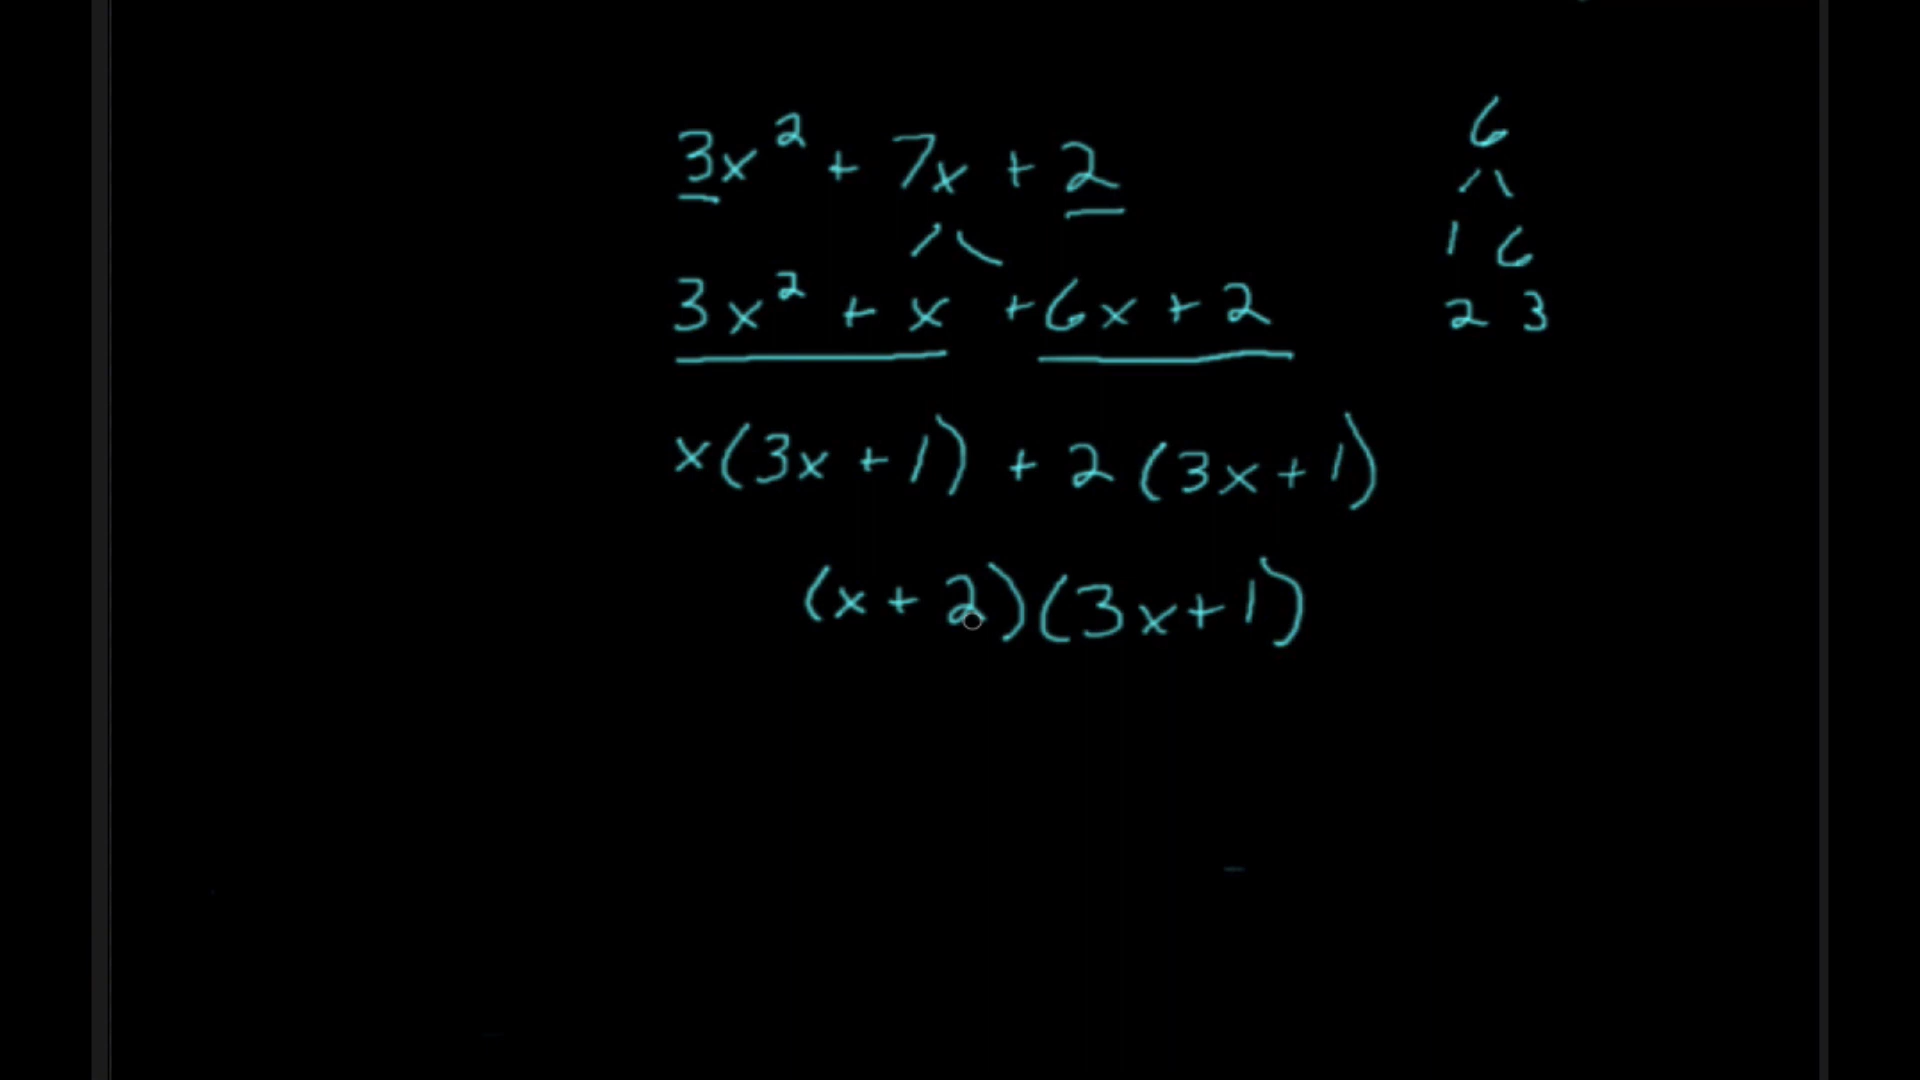 3x² + 7x + 2
3x² + x + 6x + 2
x(3x + 1) + 2(3x + 1)
(x + 2)(3x + 1)
6
1 6
2 3